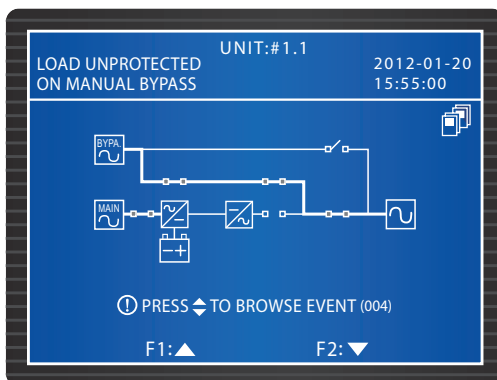 UNIT:#1.1
LOAD UNPROTECTED
ON MANUAL BYPASS
2012-01-20
15:55:00
BYPA.
MAIN
PRESS TO BROWSE EVENT (004)
F1: F2: